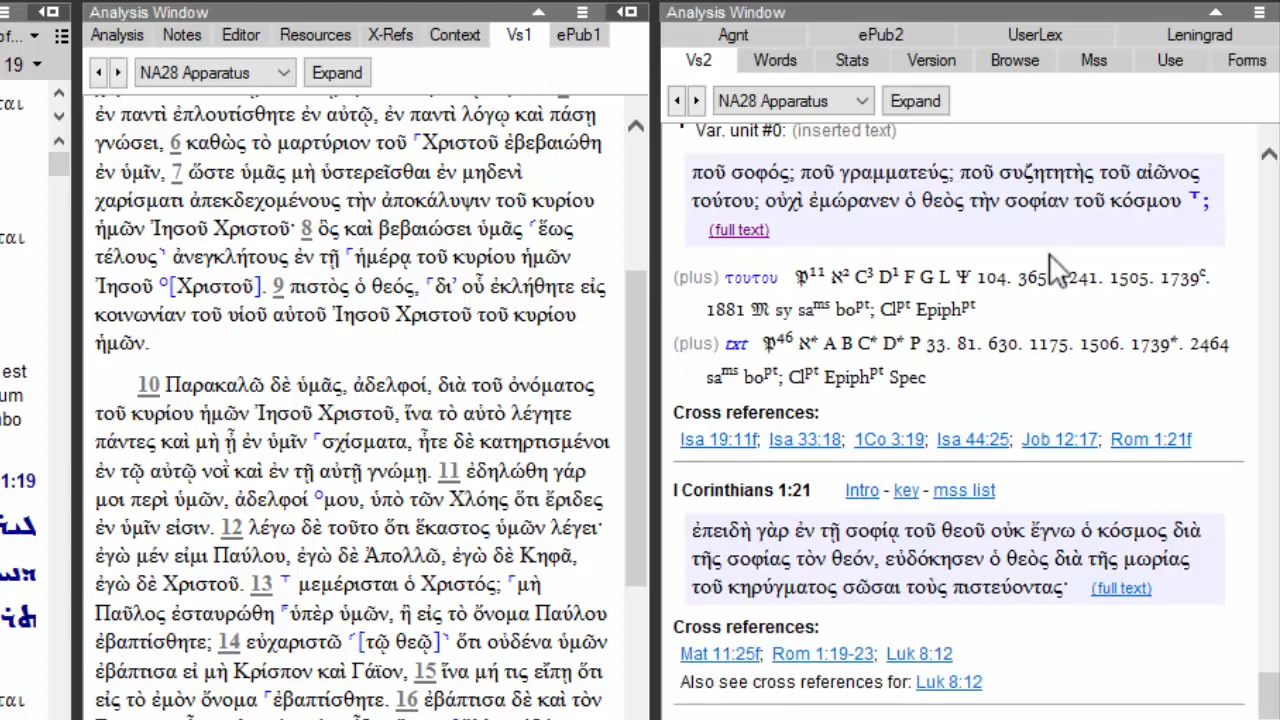 of...
19
ται
ται
est
um
nbo
1:19
ται
Analysis Window
Analysis Notes Editor Resources X-Refs Context Vs1 ePub1
NA28 Apparatus Expand
ἐν παντὶ ἐπλουτίσθητε ἐν αὐτῷ, ἐν παντὶ λόγῳ καὶ πάσῃ
γνώσει, 6 καθὼς τὸ μαρτύριον τοῦ ⸀Χριστοῦ ἐβεβαιώθη
ἐν ὑμῖν, 7 ὥστε ὑμᾶς μὴ ὑστερεῖσθαι ἐν μηδενὶ
χαρίσματι ἀπεκδεχομένους τὴν ἀποκάλυψιν τοῦ κυρίου
ἡμῶν Ἰησοῦ Χριστοῦ· 8 ὃς καὶ βεβαιώσει ὑμᾶς ⸂ἕως
τέλους⸃ ἀνεγκλήτους ἐν τῇ ⸀ἡμέρᾳ τοῦ κυρίου ἡμῶν
Ἰησοῦ ⸋[Χριστοῦ]. 9 πιστὸς ὁ θεός, ⸀δι’ οὗ ἐκλήθητε εἰς
κοινωνίαν τοῦ υἱοῦ αὐτοῦ Ἰησοῦ Χριστοῦ τοῦ κυρίου
ἡμῶν.
10 Παρακαλῶ δὲ ὑμᾶς, ἀδελφοί, διὰ τοῦ ὀνόματος
τοῦ κυρίου ἡμῶν Ἰησοῦ Χριστοῦ, ἵνα τὸ αὐτὸ λέγητε
πάντες καὶ μὴ ᾖ ἐν ὑμῖν ⸀σχίσματα, ἦτε δὲ κατηρτισμένοι
ἐν τῷ αὐτῷ νοῒ καὶ ἐν τῇ αὐτῇ γνώμῃ. 11 ἐδηλώθη γάρ
μοι περὶ ὑμῶν, ἀδελφοί ⸋μου, ὑπὸ τῶν Χλόης ὅτι ἔριδες
ἐν ὑμῖν εἰσιν. 12 λέγω δὲ τοῦτο ὅτι ἕκαστος ὑμῶν λέγει·
ἐγὼ μέν εἰμι Παύλου, ἐγὼ δὲ Ἀπολλῶ, ἐγὼ δὲ Κηφᾶ,
ἐγὼ δὲ Χριστοῦ. 13 ⸆ μεμέρισται ὁ Χριστός; ⸀μὴ
Παῦλος ἐσταυρώθη ⸁ὑπὲρ ὑμῶν, ἢ εἰς τὸ ὄνομα Παύλου
ἐβαπτίσθητε; 14 εὐχαριστῶ ⸂[τῷ θεῷ]⸃ ὅτι οὐδένα ὑμῶν
ἐβάπτισα εἰ μὴ Κρίσπον καὶ Γάϊον, 15 ἵνα μή τις εἴπῃ ὅτι
εἰς τὸ ἐμὸν ὄνομα ⸀ἐβαπτίσθητε. 16 ἐβάπτισα δὲ καὶ τὸν
Analysis Window
Agnt ePub2 UserLex Leningrad
Vs2 Words Stats Version Browse Mss Use Forms
NA28 Apparatus Expand
Var. unit #0: (inserted text)
ποῦ σοφός; ποῦ γραμματεύς; ποῦ συζητητὴς τοῦ αἰῶνος
τούτου; οὐχὶ ἐμώρανεν ὁ θεὸς τὴν σοφίαν τοῦ κόσμου ⸆;
(full text)
(plus) τουτου 𝔓¹¹ ℵ² C³ D¹ F G L Ψ 104. 365. 1241. 1505. 1739ᶜ.
1881 𝔐 sy saᵐˢ boᵖᵗ; Clᵖᵗ Epiphᵖᵗ
(plus) txt 𝔓⁴⁶ ℵ* A B C* D* P 33. 81. 630. 1175. 1506. 1739*. 2464
saᵐˢ boᵖᵗ; Clᵖᵗ Epiphᵖᵗ Spec
Cross references:
Isa 19:11f; Isa 33:18; 1Co 3:19; Isa 44:25; Job 12:17; Rom 1:21f
I Corinthians 1:21 Intro - key - mss list
ἐπειδὴ γὰρ ἐν τῇ σοφίᾳ τοῦ θεοῦ οὐκ ἔγνω ὁ κόσμος διὰ
τῆς σοφίας τὸν θεόν, εὐδόκησεν ὁ θεὸς διὰ τῆς μωρίας
τοῦ κηρύγματος σῶσαι τοὺς πιστεύοντας· (full text)
Cross references:
Mat 11:25f; Rom 1:19-23; Luk 8:12
Also see cross references for: Luk 8:12